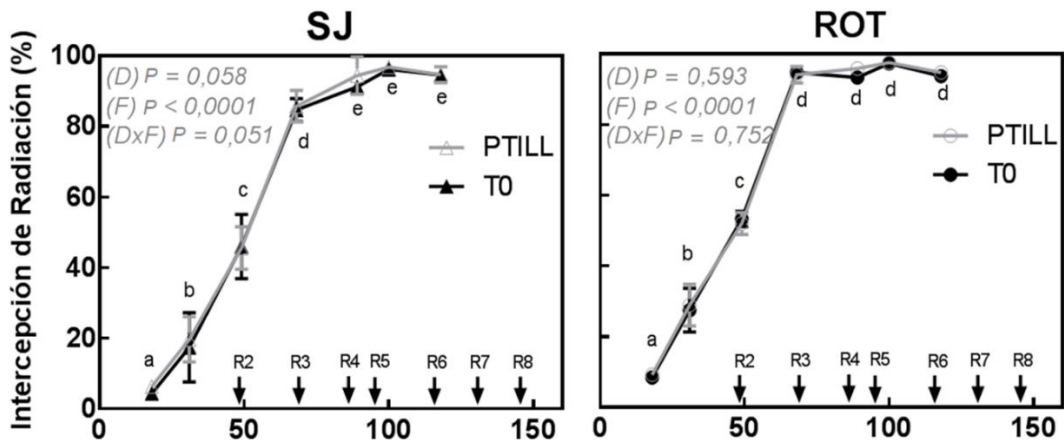 SJ
ROT
Intercepción de Radiación (%)
100
80
60
40
20
0
(D) P = 0,058
(F) P < 0,0001
(DxF) P = 0,051
PTILL
T0
a
b
c
d
e
e
e
R2
R3
R4
R5
R6
R7
R8
0
50
100
150
(D) P = 0,593
(F) P < 0,0001
(DxF) P = 0,752
PTILL
T0
a
b
c
d
d
d
d
R2
R3
R4
R5
R6
R7
R8
0
50
100
150